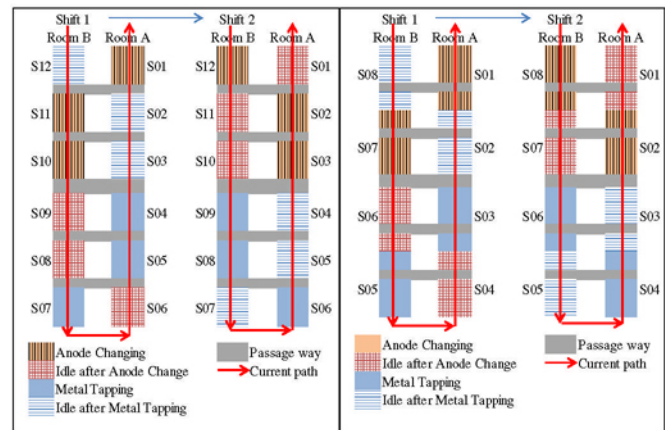 Shift 1 Shift 2
Room B Room A Room B Room A
S12 S01 S12 S01
S11 S02 S11 S02
S10 S03 S10 S03
S09 S04 S09 S04
S08 S05 S08 S05
S07 S06 S07 S06
Anode Changing
Idle after Anode Change
Metal Tapping
Idle after Metal Tapping
Passage way
Current path
Shift 1 Shift 2
Room B Room A Room B Room A
S08 S01 S08 S01
S07 S02 S07 S02
S06 S03 S06 S03
S05 S04 S05 S04
Anode Changing
Idle after Anode Change
Metal Tapping
Idle after Metal Tapping
Passage way
Current path